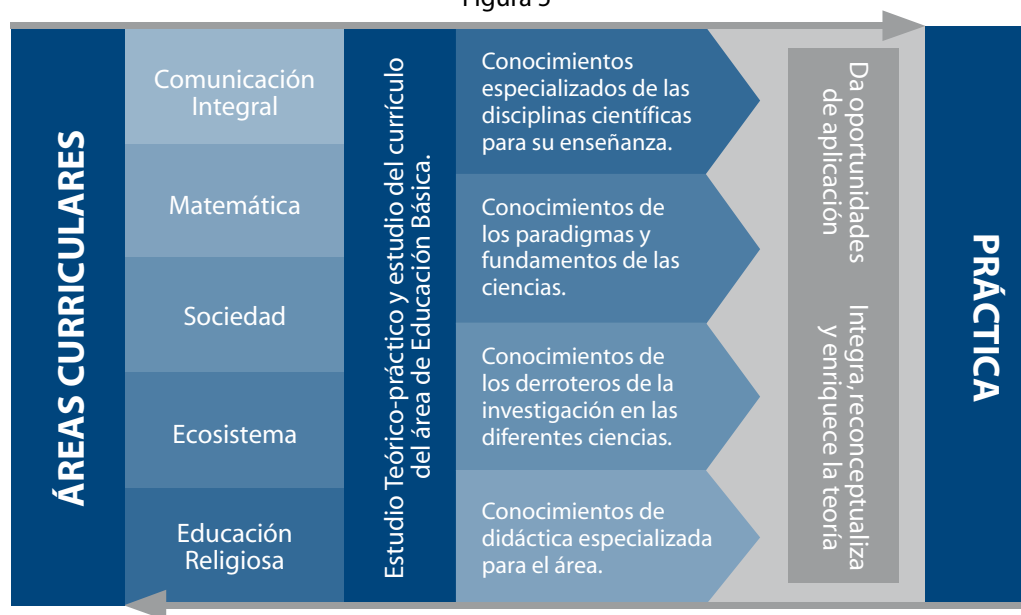 Figura 5
ÁREAS CURRICULARES
Comunicación
Integral
Matemática
Sociedad
Ecosistema
Educación
Religiosa
Estudio Teórico-práctico y estudio del currículo
del área de Educación Básica.
Conocimientos
especializados de las
disciplinas científicas
para su enseñanza.
Conocimientos de
los paradigmas y
fundamentos de las
ciencias.
Conocimientos de
los derroteros de la
investigación en las
diferentes ciencias.
Conocimientos de
didáctica especializada
para el área.
Da oportunidades
de aplicación
Integra, reconceptualiza
y enriquece la teoría
PRÁCTICA